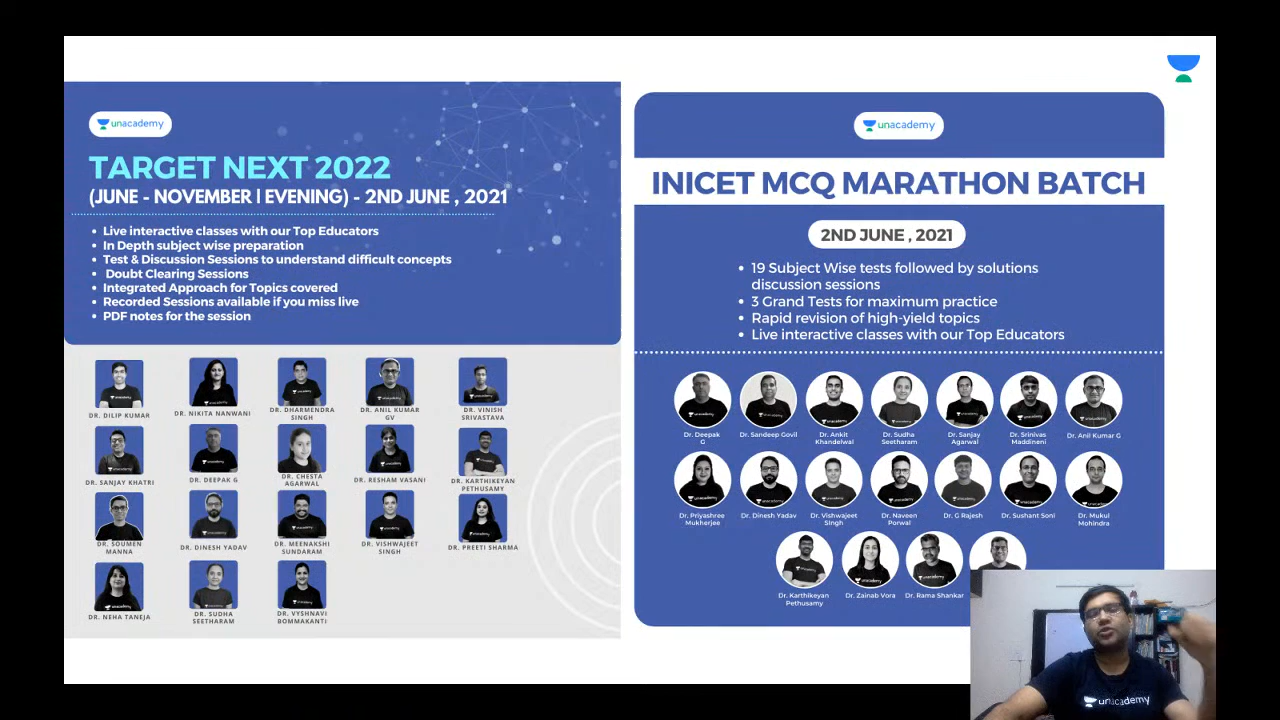 unacademy
TARGET NEXT 2022
(JUNE - NOVEMBER | EVENING) - 2ND JUNE , 2021
Live interactive classes with our Top Educators
In Depth subject wise preparation
Test & Discussion Sessions to understand difficult concepts
Doubt Clearing Sessions
Integrated Approach for Topics covered
Recorded Sessions available if you miss live
PDF notes for the session
DR. DILIP KUMAR
DR. NIKITA NANWANI
DR. DHARMENDRA
SINGH
DR. ANIL KUMAR
GV
DR. VINISH
SRIVASTAVA
DR. SANJAY KHATRI
DR. DEEPAK G
DR. CHESTA
AGARWAL
DR. RESHAM VASANI
DR. KARTHIKEYAN
PETHUSAMY
DR. SOUMEN
MANNA
DR. DINESH YADAV
DR. MEENAKSHI
SUNDARAM
DR. VISHWAJEET
SINGH
DR. PREETI SHARMA
DR. NEHA TANEJA
DR. SUDHA
SEETHARAM
DR. VYSHNAVI
BOMMAKANTI
unacademy
INICET MCQ MARATHON BATCH
2ND JUNE , 2021
19 Subject Wise tests followed by solutions
discussion sessions
3 Grand Tests for maximum practice
Rapid revision of high-yield topics
Live interactive classes with our Top Educators
Dr. Deepak
G
Dr. Sandeep Govil
Dr. Ankit
Khandelwal
Dr. Sudha
Seetharam
Dr. Sanjay
Agarwal
Dr. Srinivas
Maddineni
Dr. Anil Kumar G
Dr. Priyashree
Mukherjee
Dr. Dinesh Yadav
Dr. Vishwajeet
Singh
Dr. Naveen
Porwal
Dr. G Rajesh
Dr. Sushant Soni
Dr. Mukul
Mohindra
Dr. Karthikeyan
Pethusamy
Dr. Zainab Vora
Dr. Rama Shankar
unacademy